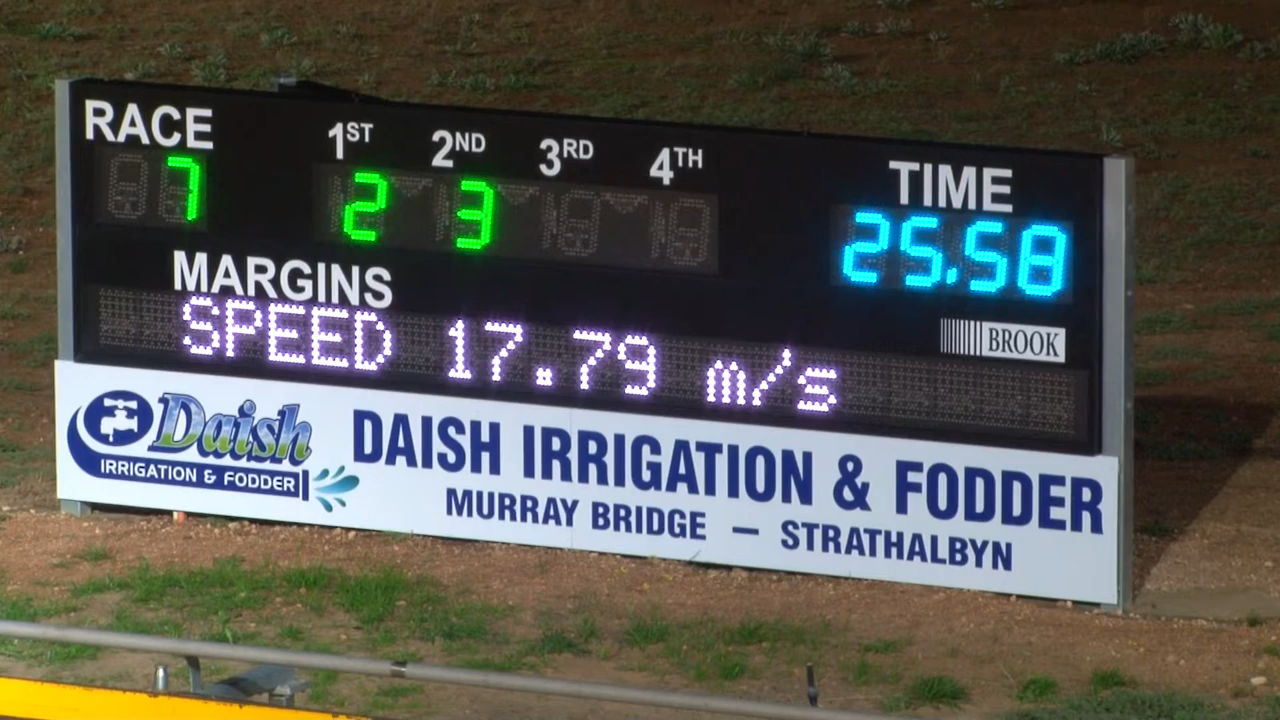 RACE 1ST 2ND 3RD 4TH TIME
7 2 3 25.58
MARGINS
SPEED 17.79 m/s
BROOK
Daish
IRRIGATION & FODDER
DAISH IRRIGATION & FODDER
MURRAY BRIDGE – STRATHALBYN